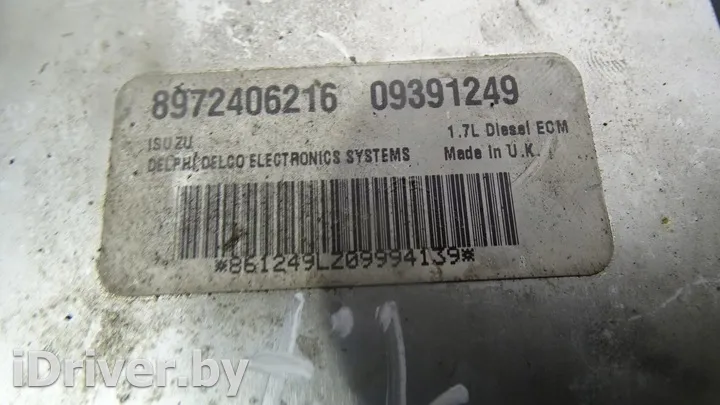 8972406216 09391249
ISUZU 1.7L Diesel ECM
DELPHI DELCO ELECTRONICS SYSTEMS Made in U.K.
*861249LZ09994139*
iDriver.by